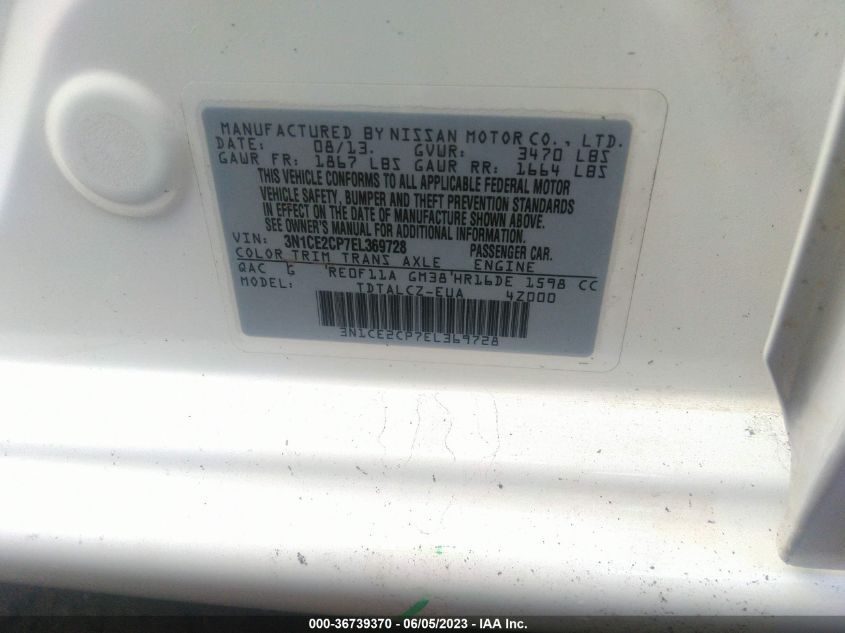 MANUFACTURED BY NISSAN MOTOR CO., LTD.
DATE: 08/13. GVWR: 3470 LBS
GAWR FR: 1867 LBS GAWR RR: 1664 LBS
THIS VEHICLE CONFORMS TO ALL APPLICABLE FEDERAL MOTOR
VEHICLE SAFETY, BUMPER AND THEFT PREVENTION STANDARDS
IN EFFECT ON THE DATE OF MANUFACTURE SHOWN ABOVE.
SEE OWNER'S MANUAL FOR ADDITIONAL INFORMATION.
VIN: 3N1CE2CP7EL369728 PASSENGER CAR.
COLOR TRIM TRANS AXLE ENGINE
QAC G RE0F11A GM38 HR16DE 1598 CC
MODEL: TDTALCZ-EUA 4Z000
3N1CE2CP7EL369728
000-36739370 - 06/05/2023 - IAA Inc.